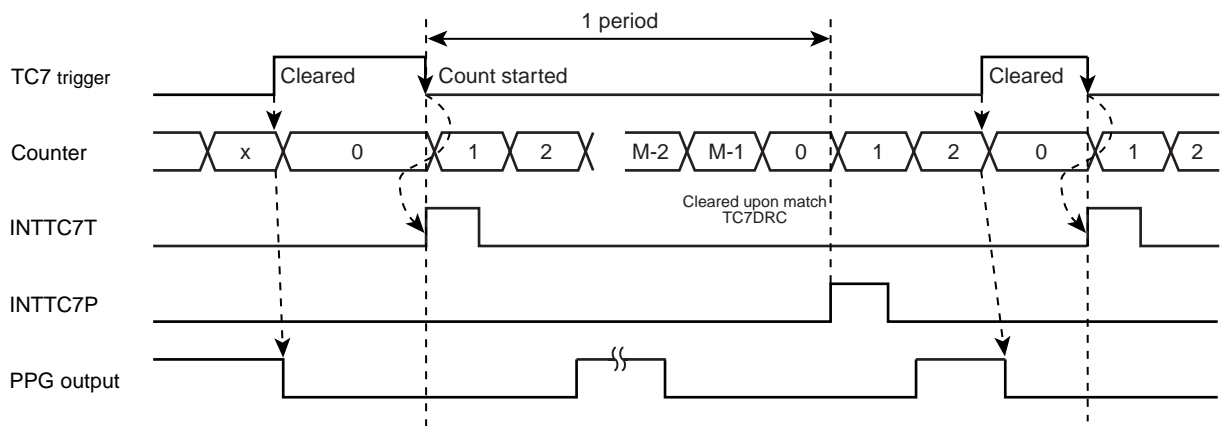 1 period
TC7 trigger
Cleared
Count started
Cleared
Counter
x
0
1
2
M-2
M-1
0
1
2
0
1
2
Cleared upon match
TC7DRC
INTTC7T
INTTC7P
PPG output